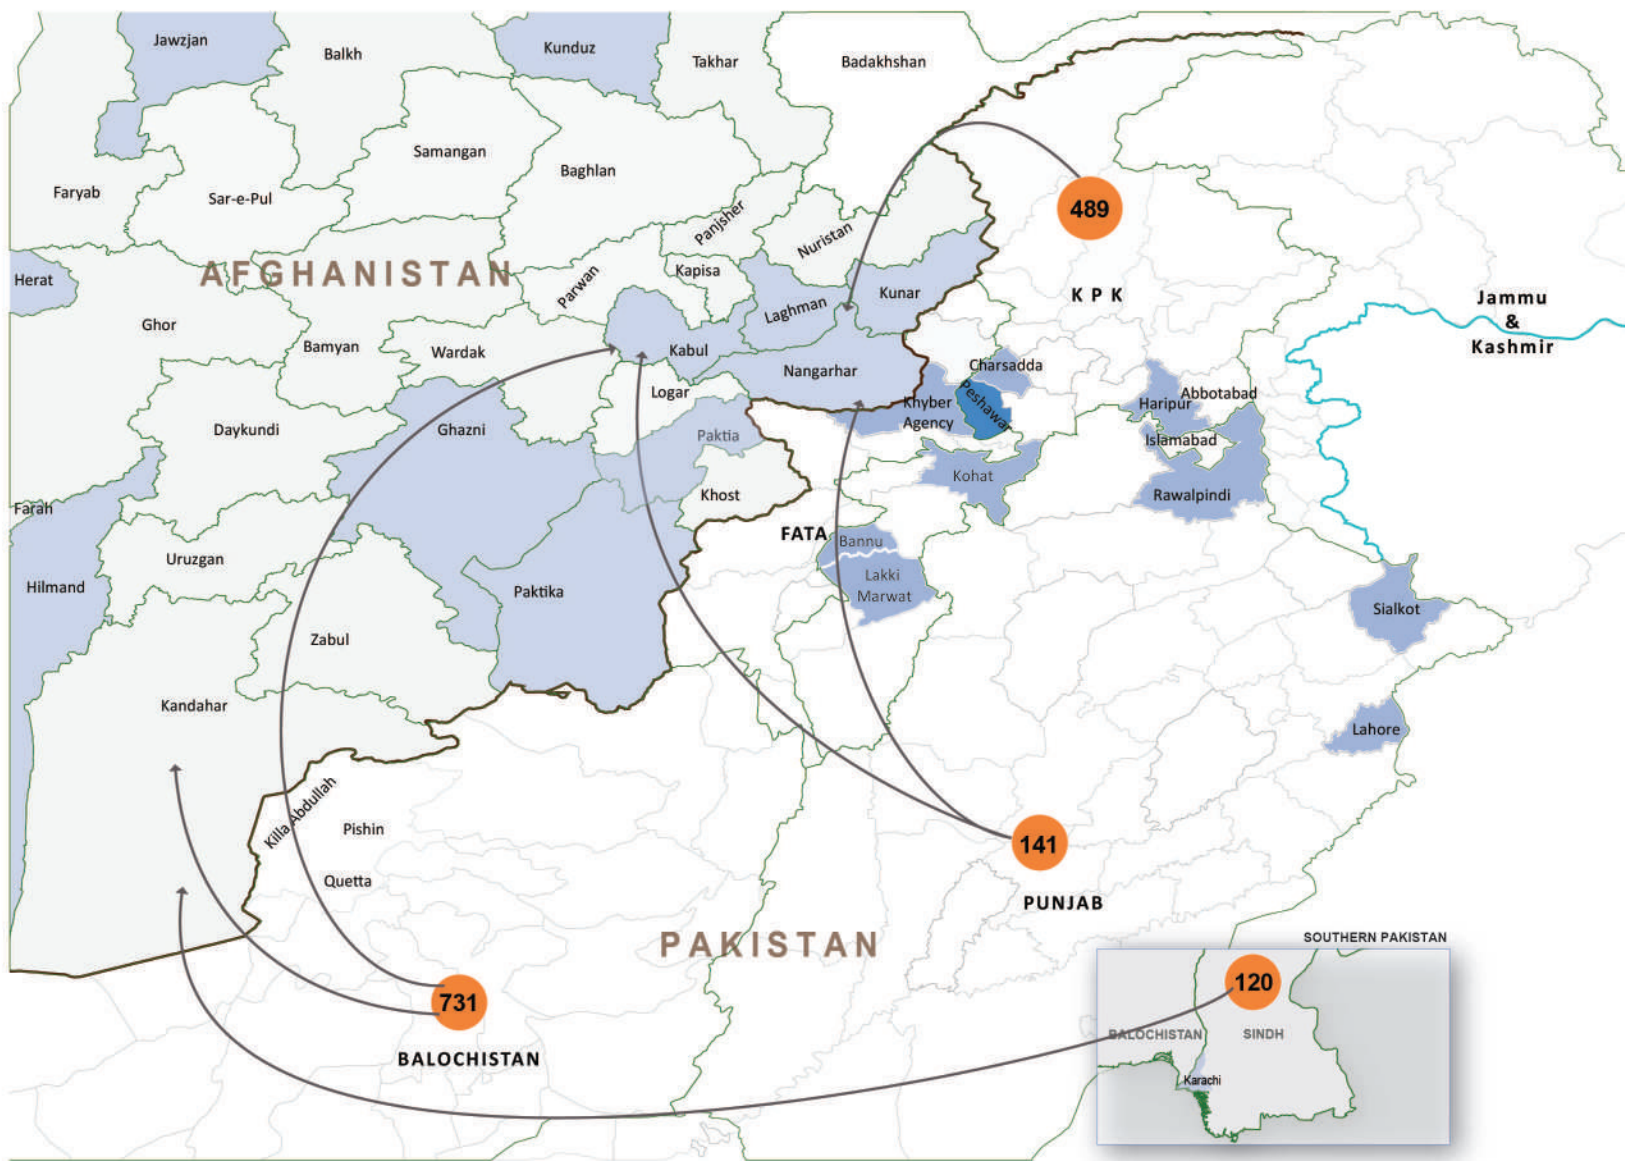 Jawzjan
Balkh
Kunduz
Takhar
Badakhshan
Samangan
Baghlan
Faryab
Sar-e-Pul
Panjsher
Nuristan
489
Herat
AFGHANISTAN
Parwan
Kapisa
Laghman
Kunar
KPK
Jammu
&
Kashmir
Ghor
Bamyan
Wardak
Kabul
Nangarhar
Charsadda
Logar
Khyber
Agency
Peshawar
Haripur
Abbotabad
Daykundi
Ghazni
Paktia
Islamabad
Kohat
Khost
Rawalpindi
Farah
FATA
Bannu
Uruzgan
Hilmand
Paktika
Lakki
Marwat
Sialkot
Zabul
Kandahar
Lahore
Killa Abdullah
Pishin
141
Quetta
PUNJAB
PAKISTAN
SOUTHERN PAKISTAN
731
120
BALOCHISTAN
BALOCHISTAN
SINDH
Karachi